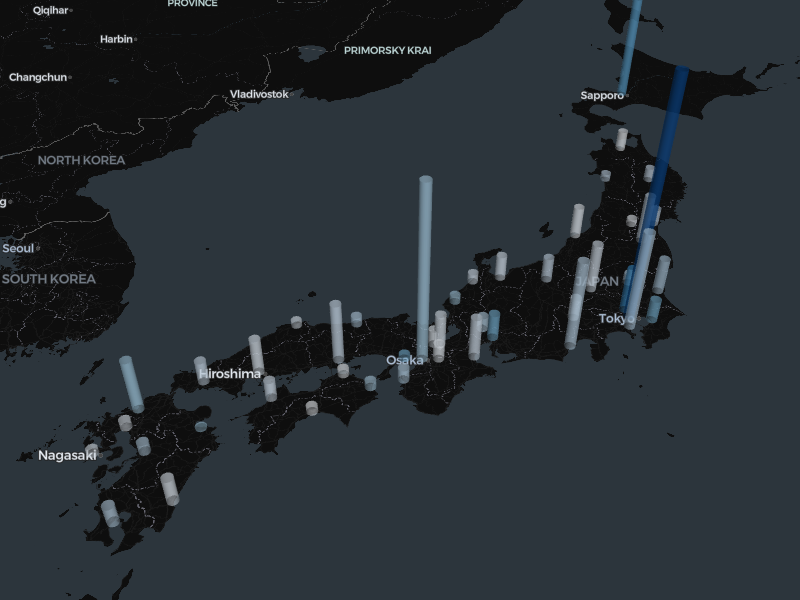 PROVINCE
Qiqihar
Harbin
PRIMORSKY KRAI
Changchun
Vladivostok
Sapporo
NORTH KOREA
g
Seoul
SOUTH KOREA
JAPAN
Tokyo
Osaka
Hiroshima
Nagasaki